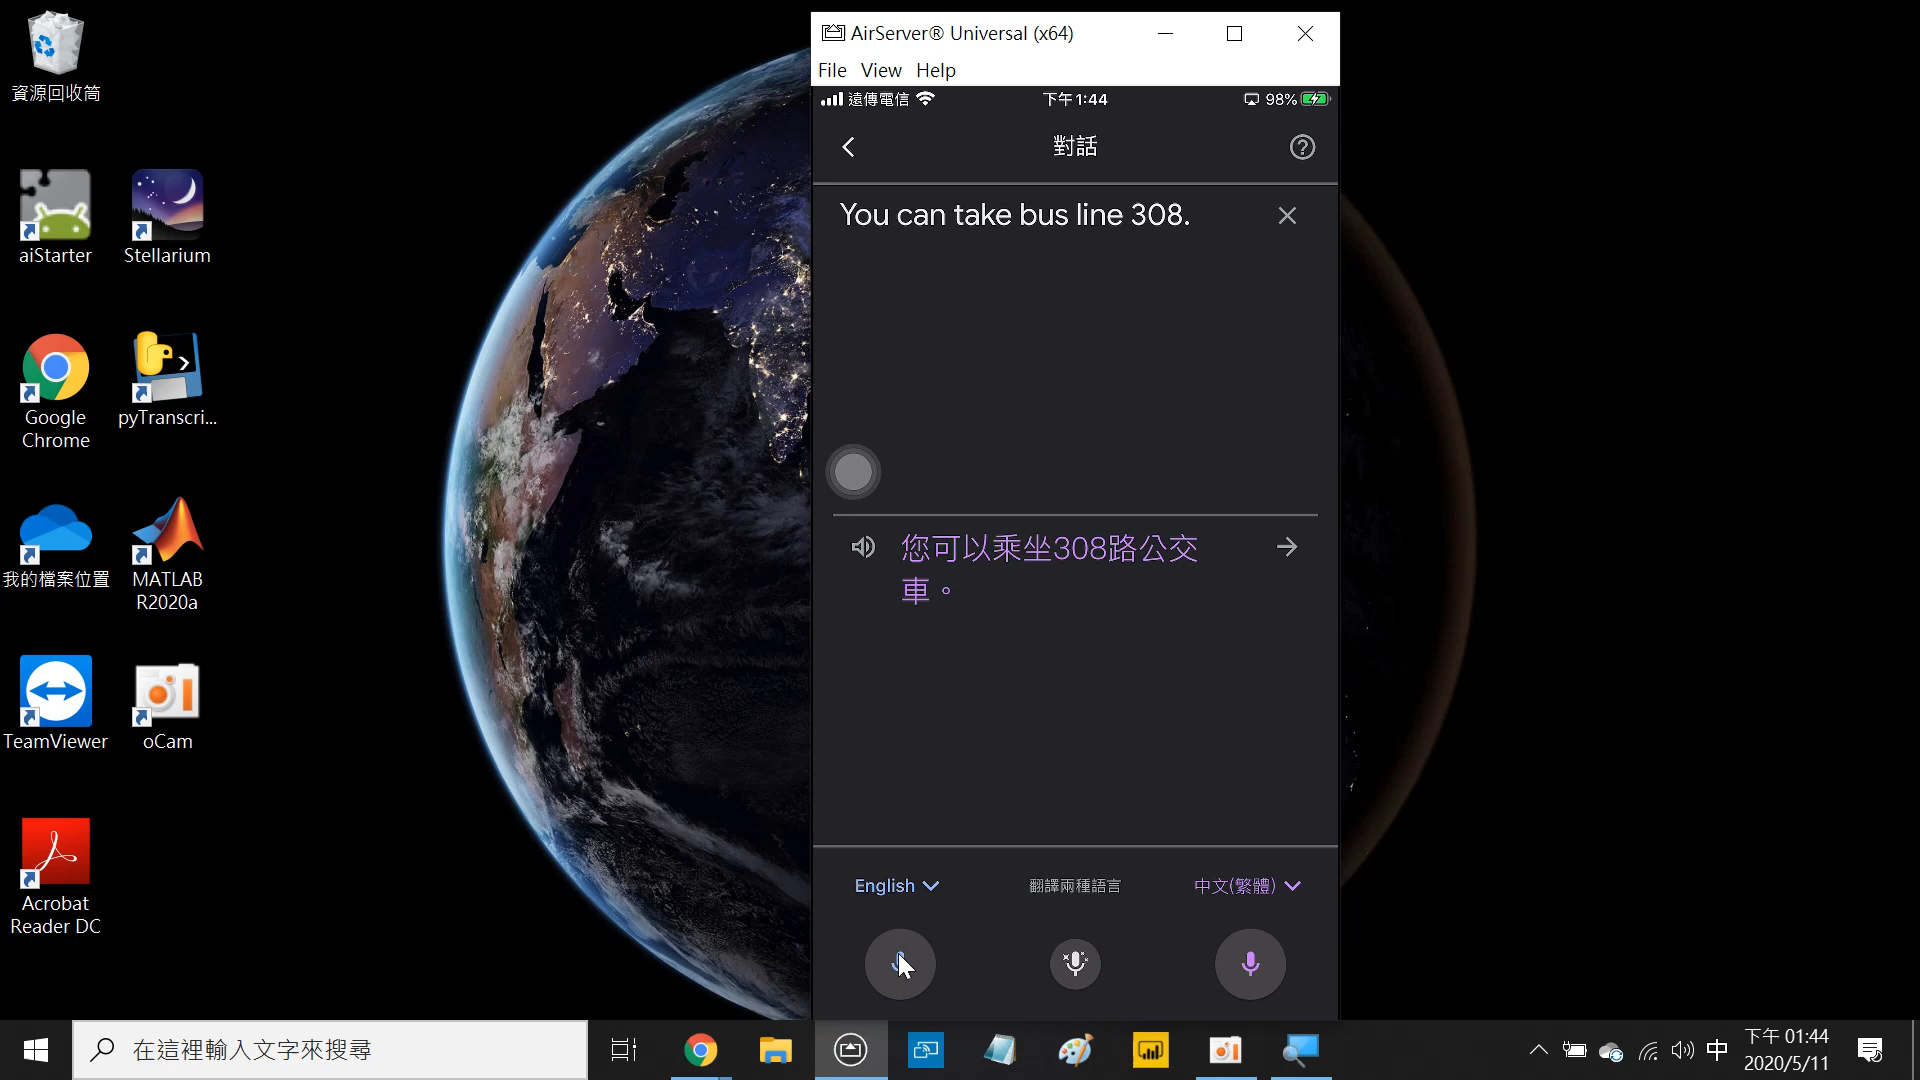 資源回收筒
aiStarter
Stellarium
Google
Chrome
pyTranscri...
我的檔案位置
MATLAB
R2020a
TeamViewer
oCam
Acrobat
Reader DC
AirServer® Universal (x64)
File View Help
遠傳電信 下午1:44 98%
對話
You can take bus line 308.
您可以乘坐308路公交
車。
English 翻譯兩種語言 中文(繁體)
在這裡輸入文字來搜尋
中
下午 01:44
2020/5/11